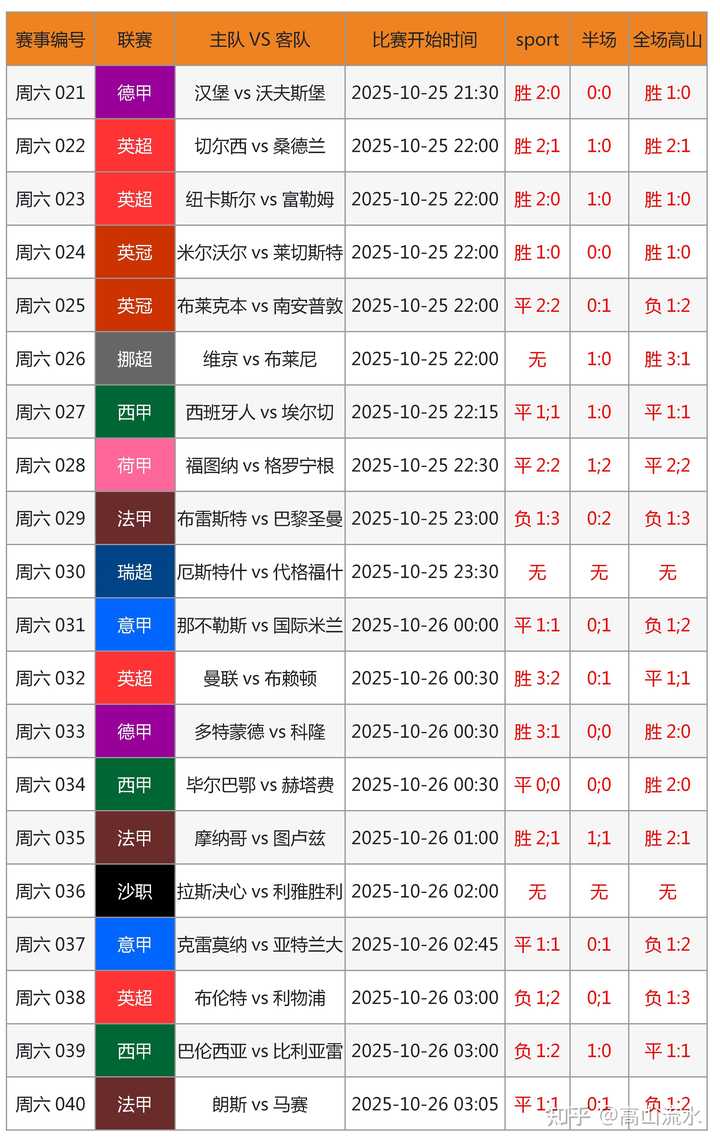 赛事编号 联赛 主队 VS 客队 比赛开始时间 sport 半场 全场高山
周六 021 德甲 汉堡 vs 沃夫斯堡 2025-10-25 21:30 胜 2:0 0:0 胜 1:0
周六 022 英超 切尔西 vs 桑德兰 2025-10-25 22:00 胜 2;1 1:0 胜 2:1
周六 023 英超 纽卡斯尔 vs 富勒姆 2025-10-25 22:00 胜 2:0 1:0 胜 1:0
周六 024 英冠 米尔沃尔 vs 莱切斯特 2025-10-25 22:00 胜 1:0 0:0 胜 1:0
周六 025 英冠 布莱克本 vs 南安普敦 2025-10-25 22:00 平 2:2 0:1 负 1:2
周六 026 挪超 维京 vs 布莱尼 2025-10-25 22:00 无 1:0 胜 3:1
周六 027 西甲 西班牙人 vs 埃尔切 2025-10-25 22:15 平 1;1 1:0 平 1:1
周六 028 荷甲 福图纳 vs 格罗宁根 2025-10-25 22:30 平 2:2 1;2 平 2;2
周六 029 法甲 布雷斯特 vs 巴黎圣曼 2025-10-25 23:00 负 1:3 0:2 负 1:3
周六 030 瑞超 厄斯特什 vs 代格福什 2025-10-25 23:30 无 无 无
周六 031 意甲 那不勒斯 vs 国际米兰 2025-10-26 00:00 平 1:1 0;1 负 1;2
周六 032 英超 曼联 vs 布赖顿 2025-10-26 00:30 胜 3:2 0:1 平 1;1
周六 033 德甲 多特蒙德 vs 科隆 2025-10-26 00:30 胜 3:1 0;0 胜 2:0
周六 034 西甲 毕尔巴鄂 vs 赫塔费 2025-10-26 00:30 平 0;0 0;0 胜 2:0
周六 035 法甲 摩纳哥 vs 图卢兹 2025-10-26 01:00 胜 2;1 1;1 胜 2:1
周六 036 沙职 拉斯决心 vs 利雅胜利 2025-10-26 02:00 无 无 无
周六 037 意甲 克雷莫纳 vs 亚特兰大 2025-10-26 02:45 平 1:1 0:1 负 1:2
周六 038 英超 布伦特 vs 利物浦 2025-10-26 03:00 负 1;2 0;1 负 1:3
周六 039 西甲 巴伦西亚 vs 比利亚雷 2025-10-26 03:00 负 1:2 1:0 平 1:1
周六 040 法甲 朗斯 vs 马赛 2025-10-26 03:05 平 1:1 0:1 负 1:2
知乎 @高山流水